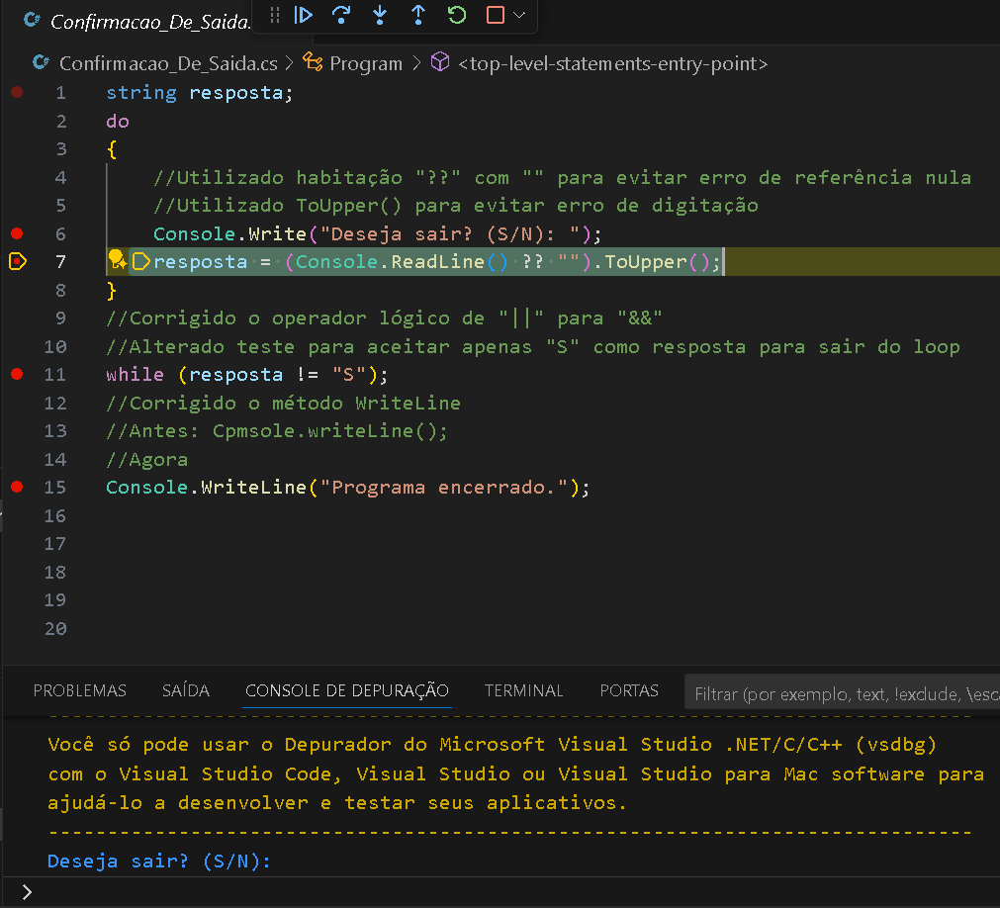 Confirmacao_De_Saida.
Confirmacao_De_Saida.cs > Program > <top-level-statements-entry-point>
1 string resposta;
2 do
3 {
4 //Utilizado habitação "??" com "" para evitar erro de referência nula
5 //Utilizado ToUpper() para evitar erro de digitação
6 Console.Write("Deseja sair? (S/N): ");
7 resposta = (Console.ReadLine() ?? "").ToUpper();
8 }
9 //Corrigido o operador lógico de "||" para "&&"
10 //Alterado teste para aceitar apenas "S" como resposta para sair do loop
11 while (resposta != "S");
12 //Corrigido o método WriteLine
13 //Antes: Cpmsole.writeLine();
14 //Agora
15 Console.WriteLine("Programa encerrado.");
16
17
18
19
20
PROBLEMAS SAÍDA CONSOLE DE DEPURAÇÃO TERMINAL PORTAS Filtrar (por exemplo, text, !exclude, \esca
Você só pode usar o Depurador do Microsoft Visual Studio .NET/C/C++ (vsdbg)
com o Visual Studio Code, Visual Studio ou Visual Studio para Mac software para
ajudá-lo a desenvolver e testar seus aplicativos.
------------------------------------------------------------------------------
Deseja sair? (S/N):
>